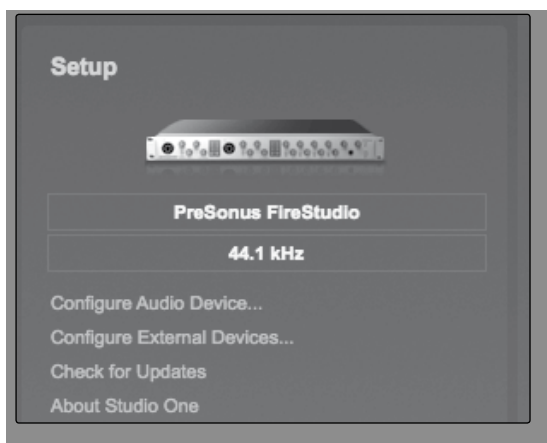 Setup
PreSonus FireStudio
44.1 kHz
Configure Audio Device...
Configure External Devices...
Check for Updates
About Studio One